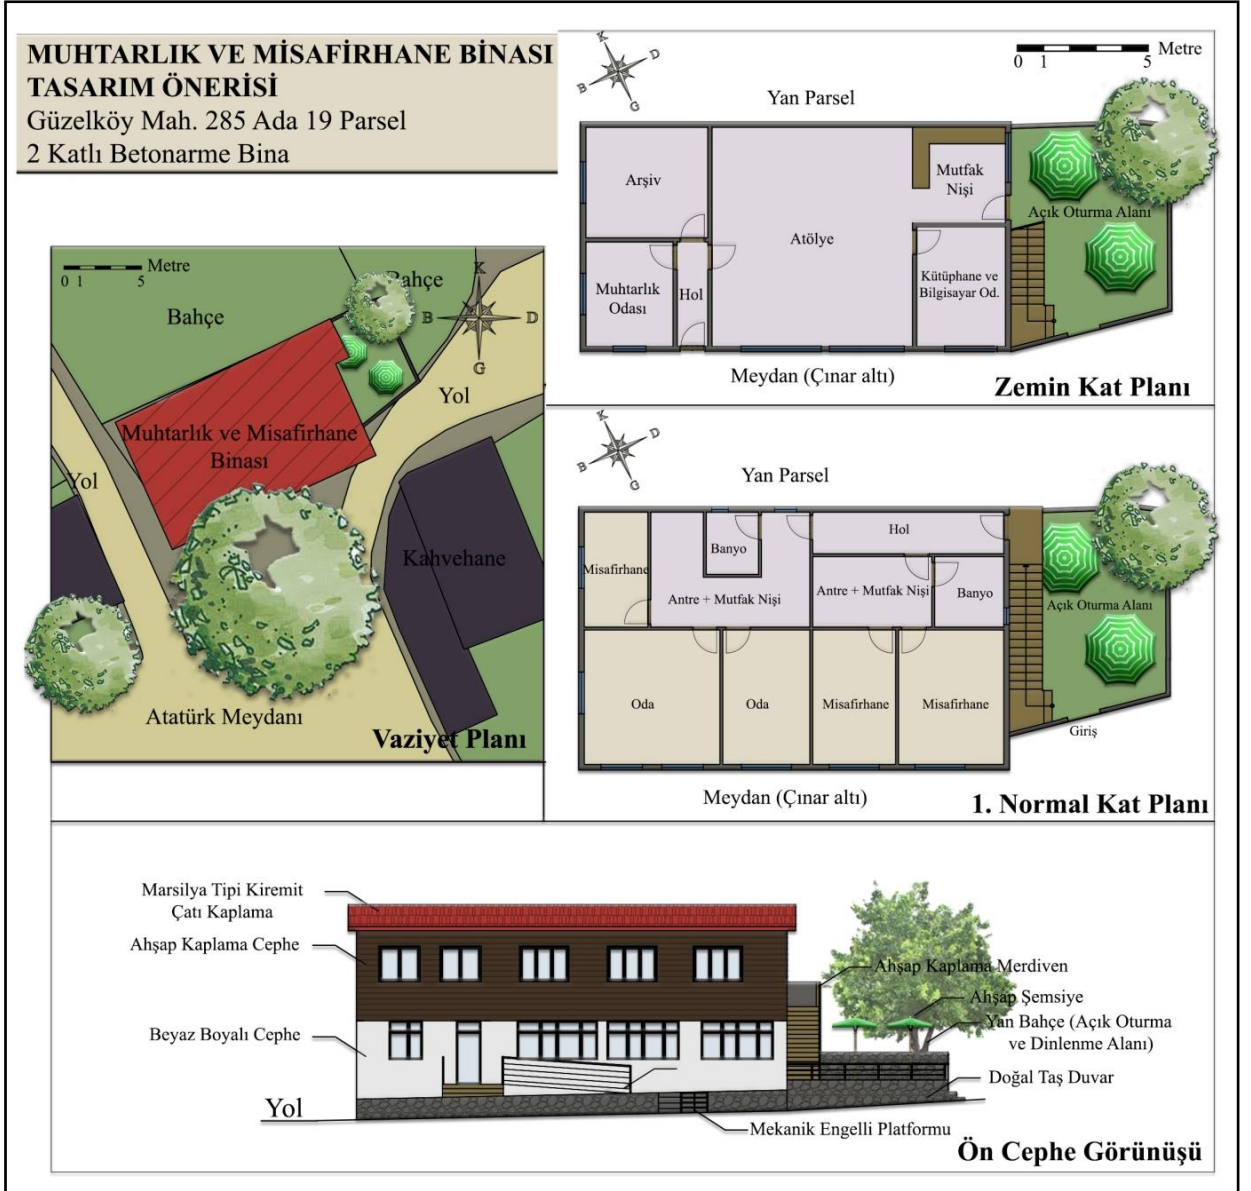 MUHTARLIK VE MİSAFİRHANE BİNASI
TASARIM ÖNERİSİ
Güzelköy Mah. 285 Ada 19 Parsel
2 Katlı Betonarme Bina
K
B
D
G
Metre
0 1 5
Yan Parsel
Arşiv
Mutfak
Nişi
Açık Oturma Alanı
Atölye
Muhtarlık
Odası
Hol
Kütüphane ve
Bilgisayar Od.
Meydan (Çınar altı)
Zemin Kat Planı
Metre
0 1 5
Bahçe
Bahçe
K
B
D
G
Yol
Muhtarlık ve Misafirhane
Binası
Yol
Kahvehane
Atatürk Meydanı
Vaziyet Planı
K
B
D
G
Yan Parsel
Hol
Banyo
Misafirhane
Antre + Mutfak Nişi
Antre + Mutfak Nişi
Banyo
Açık Oturma Alanı
Oda
Oda
Misafirhane
Misafirhane
Giriş
Meydan (Çınar altı)
1. Normal Kat Planı
Marsilya Tipi Kiremit
Çatı Kaplama
Ahşap Kaplama Cephe
Beyaz Boyalı Cephe
Ahşap Kaplama Merdiven
Ahşap Şemsiye
Yan Bahçe (Açık Oturma
ve Dinlenme Alanı)
Doğal Taş Duvar
Yol
Mekanik Engelli Platformu
Ön Cephe Görünüşü